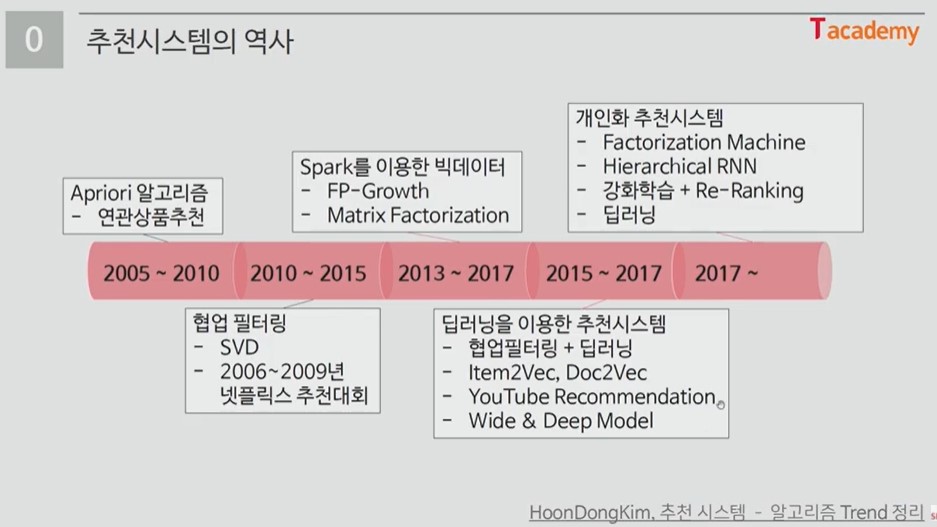 0
추천시스템의 역사
Tacademy
Apriori 알고리즘
- 연관상품추천
Spark를 이용한 빅데이터
- FP-Growth
- Matrix Factorization
개인화 추천시스템
- Factorization Machine
- Hierarchical RNN
- 강화학습 + Re-Ranking
- 딥러닝
2005 ~ 2010
2010 ~ 2015
2013 ~ 2017
2015 ~ 2017
2017 ~
협업 필터링
- SVD
- 2006~2009년
넷플릭스 추천대회
딥러닝을 이용한 추천시스템
- 협업필터링 + 딥러닝
- Item2Vec, Doc2Vec
- YouTube Recommendation
- Wide & Deep Model
HoonDongKim, 추천 시스템 - 알고리즘 Trend 정리